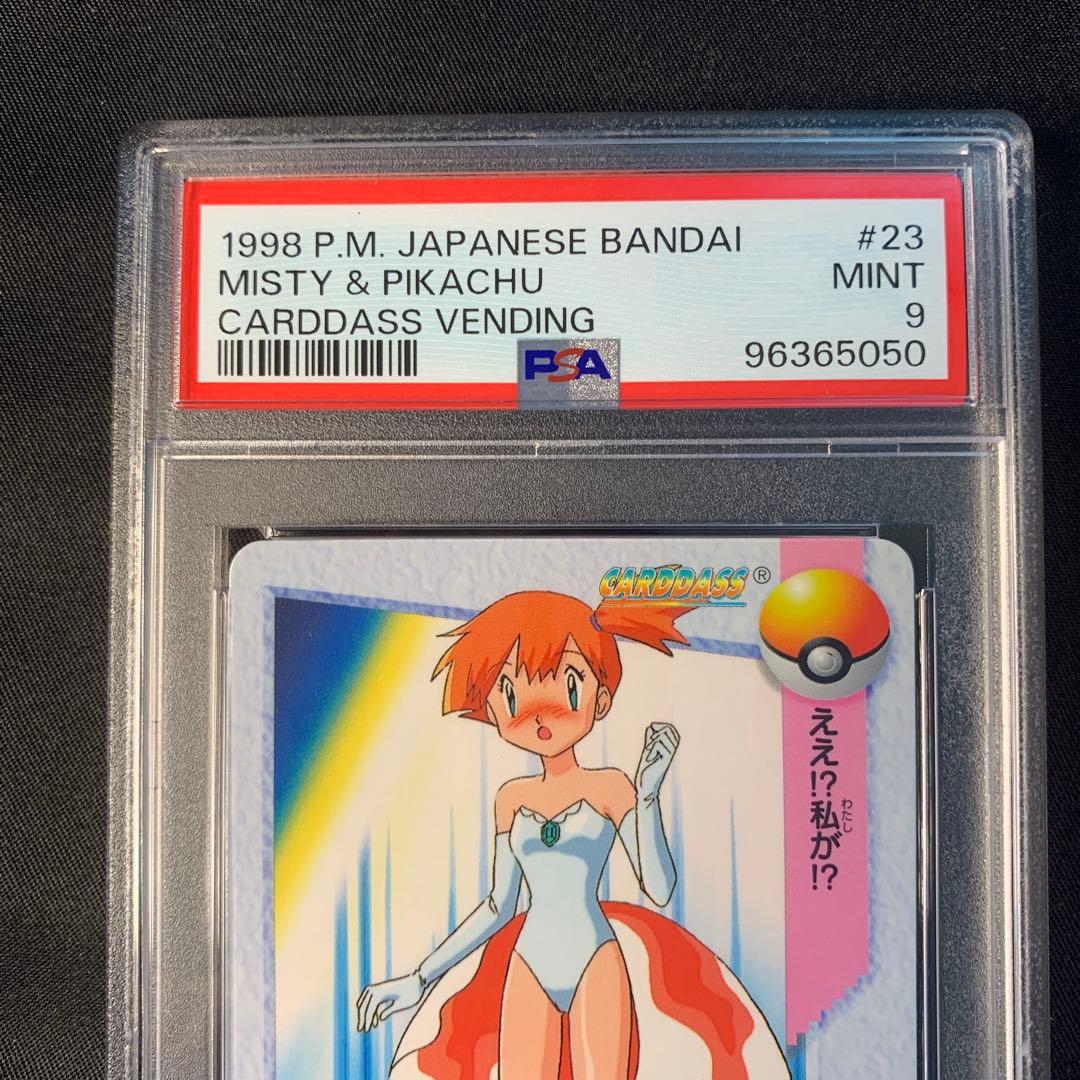 1998 P.M. JAPANESE BANDAI #23
MISTY & PIKACHU MINT
CARDDASS VENDING 9
PSA 96365050
CARDDASS®
ええ!?私が!?
わたし